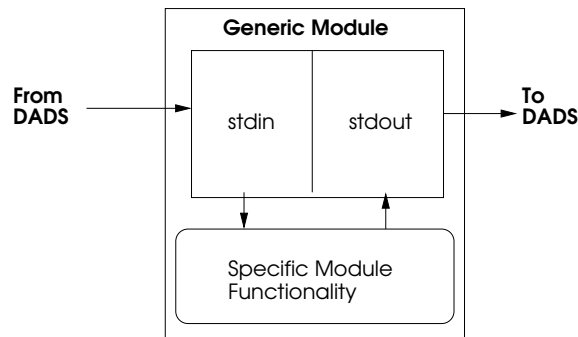 Generic Module
From
DADS
stdin
stdout
To
DADS
Specific Module
Functionality